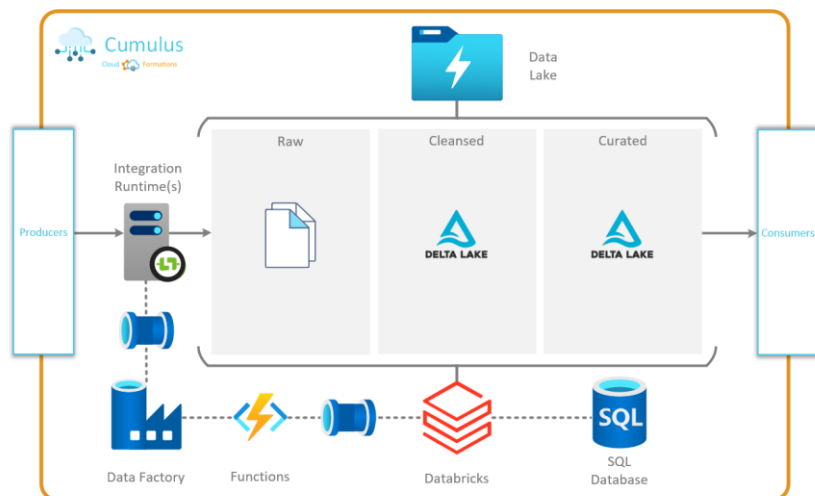 Cumulus
Cloud Formations
Data
Lake
Raw
Cleansed
Curated
Integration
Runtime(s)
Producers
DELTA LAKE
DELTA LAKE
Consumers
SQL
Data Factory
Functions
Databricks
SQL
Database